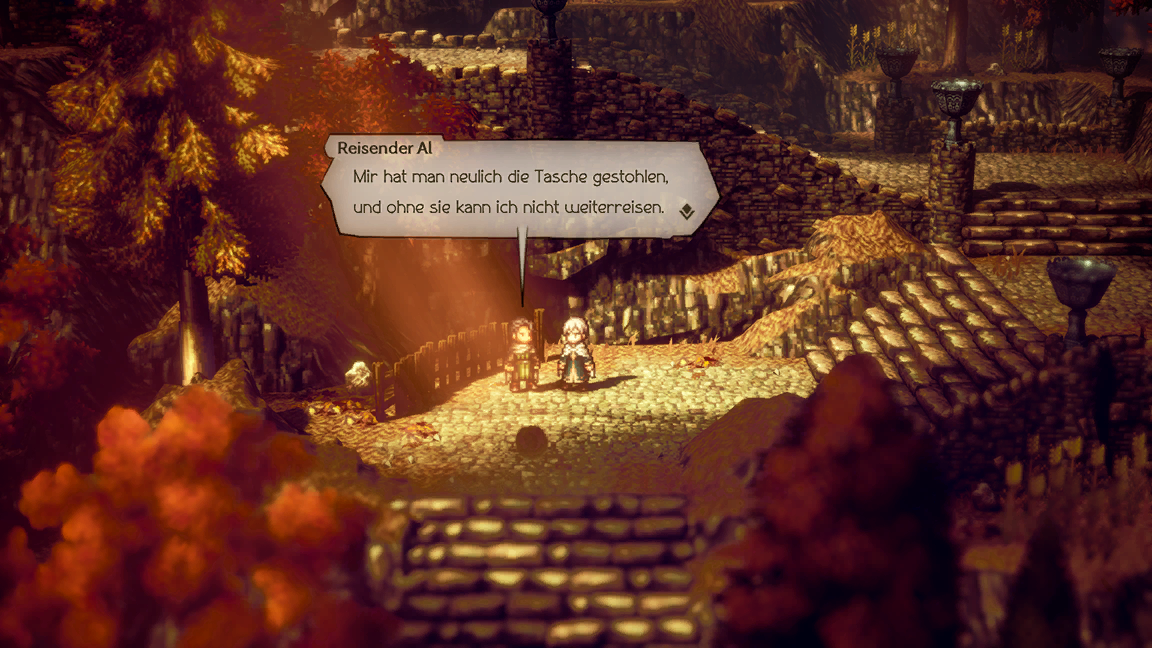 Reisender Al
Mir hat man neulich die Tasche gestohlen,
und ohne sie kann ich nicht weiterreisen.